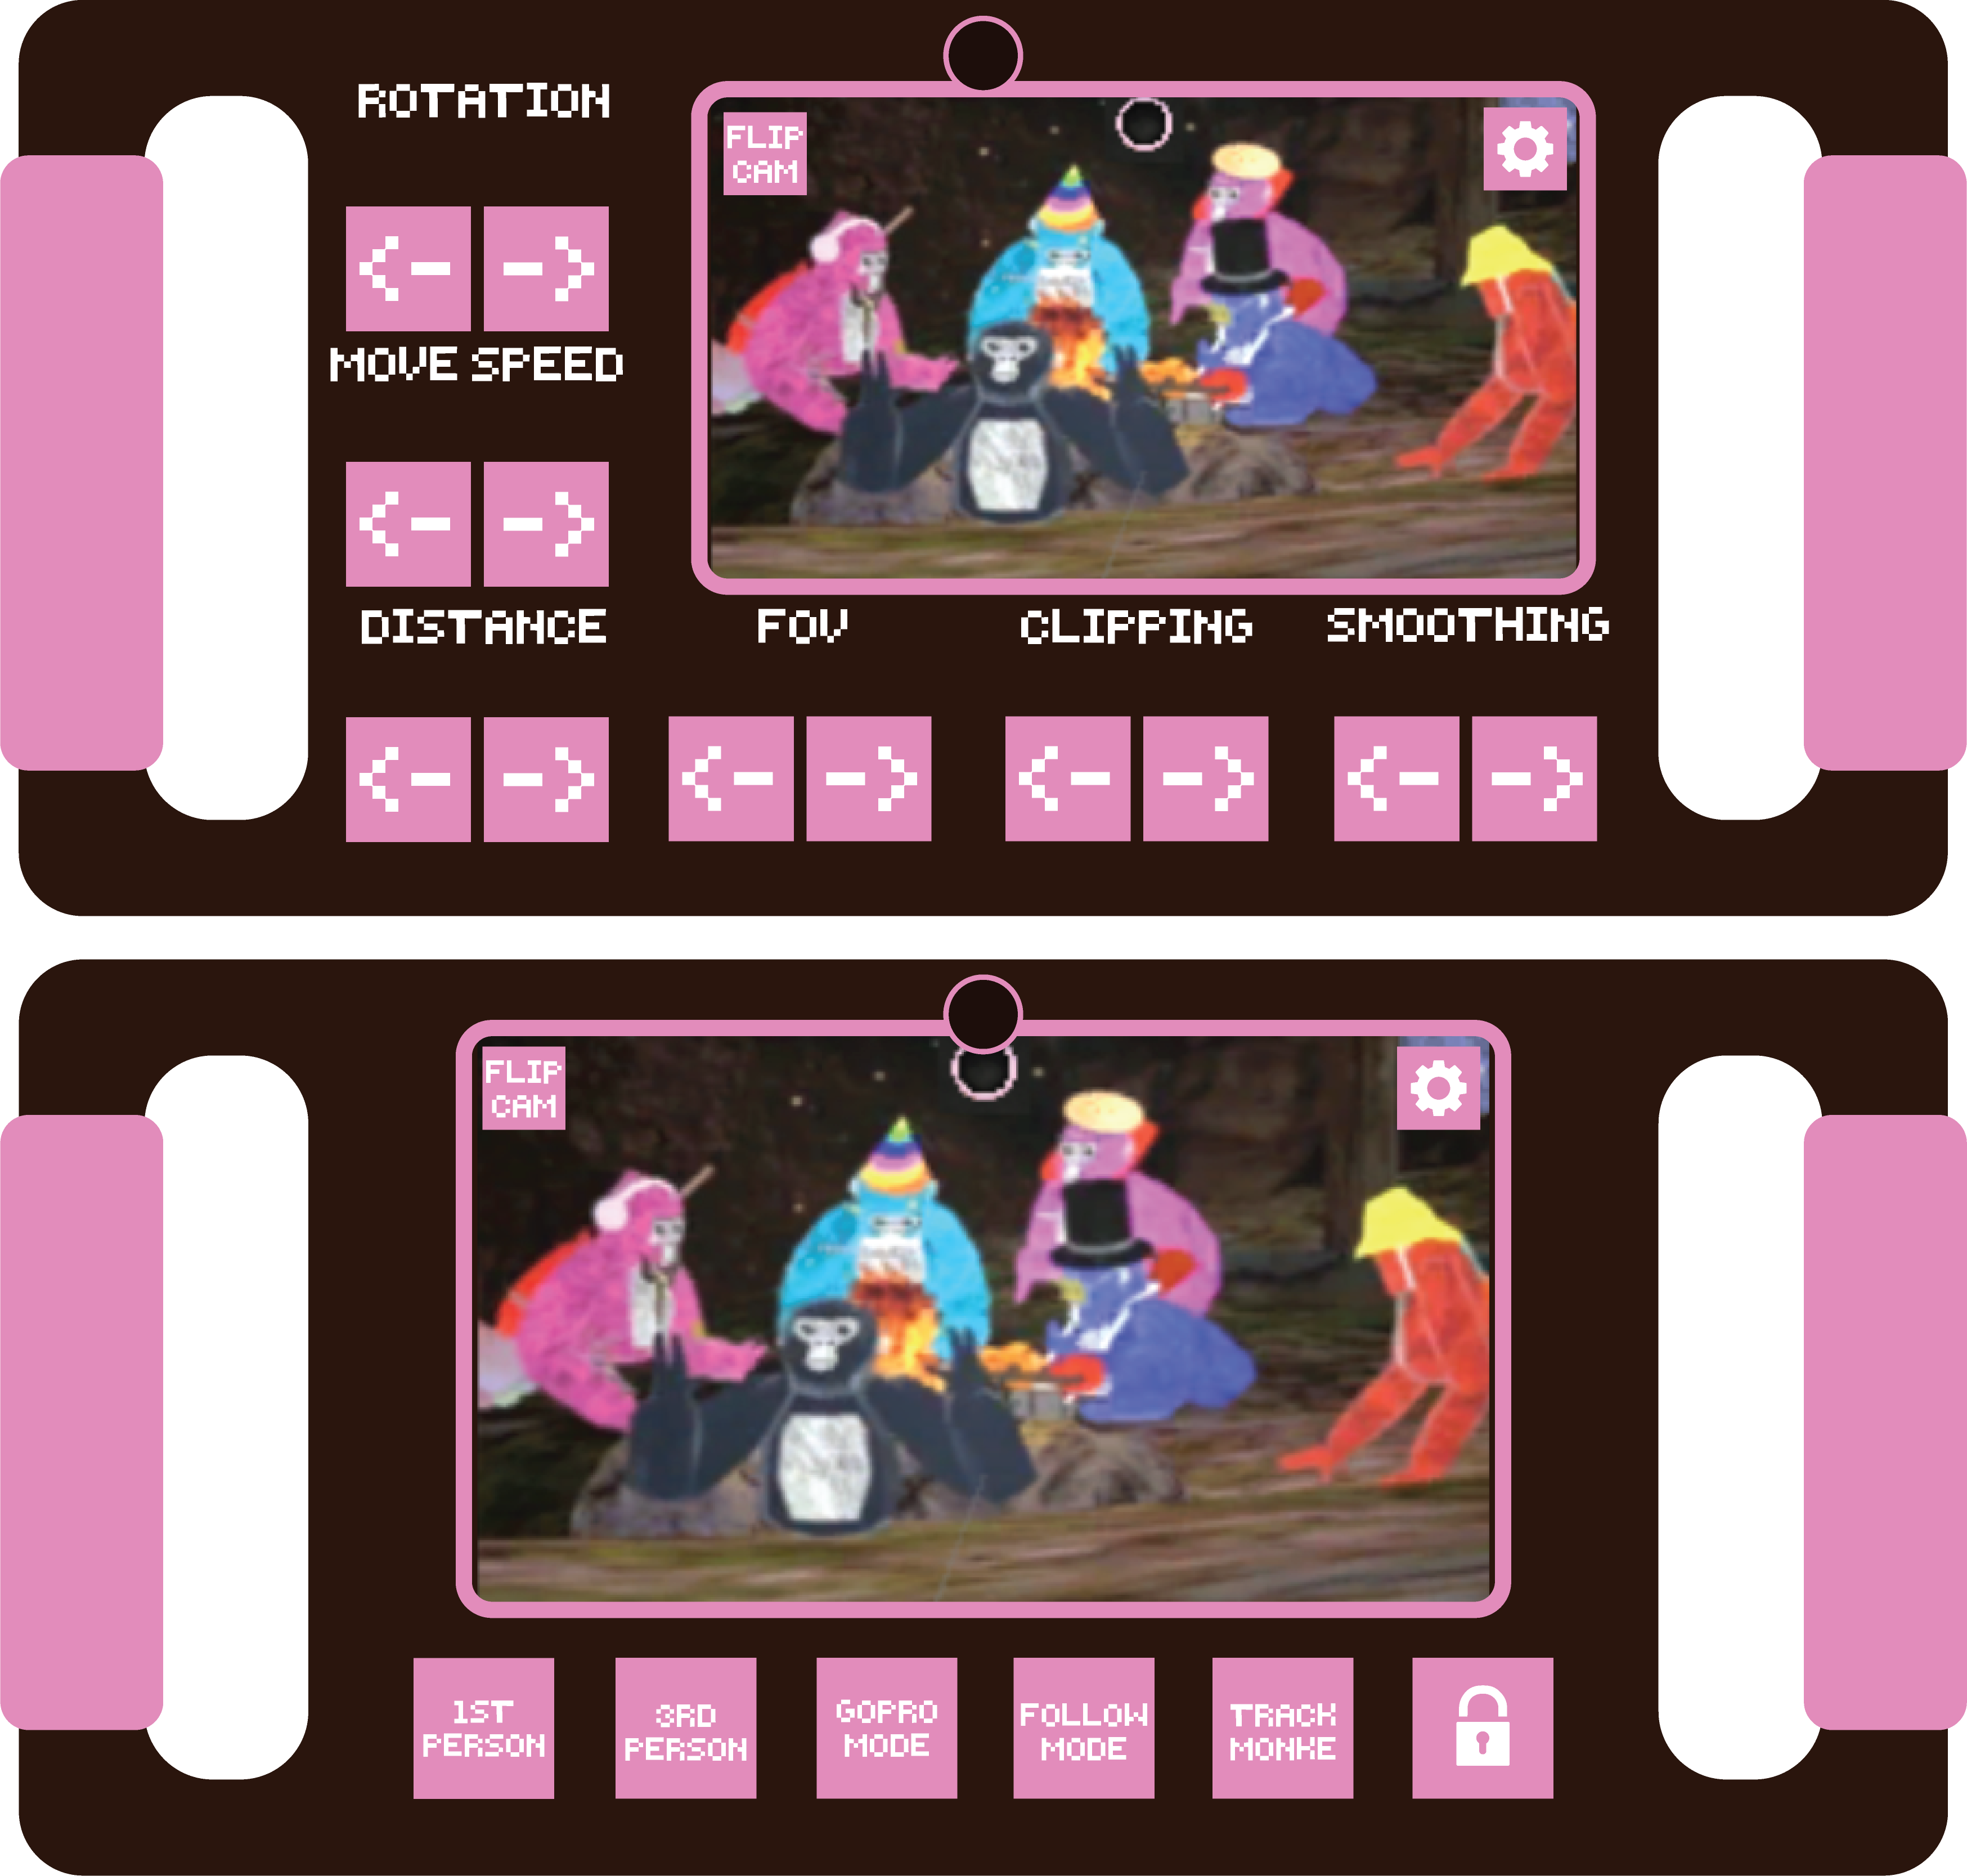 ROTATION
FLIP
CAM
<- ->
MOVE SPEED
<- ->
DISTANCE FOV CLIPPING SMOOTHING
<- -> <- -> <- -> <- ->
FLIP
CAM
1ST
PERSON
3RD
PERSON
GOPRO
MODE
FOLLOW
MODE
TRACK
MONKE